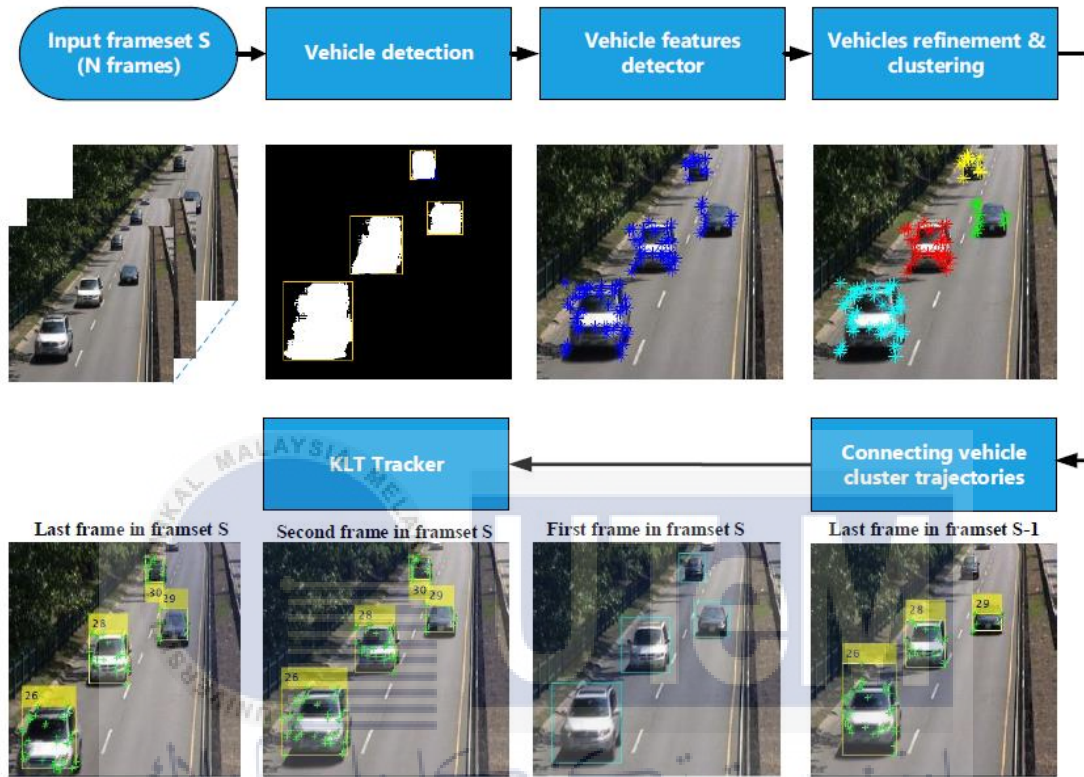 Input frameset S
(N frames)
Vehicle detection
Vehicle features
detector
Vehicles refinement &
clustering
KLT Tracker
Connecting vehicle
cluster trajectories
Last frame in framset S
Second frame in framset S
First frame in framset S
Last frame in framset S-1
30
29
28
26
30
29
28
26
29
28
26
UTeM